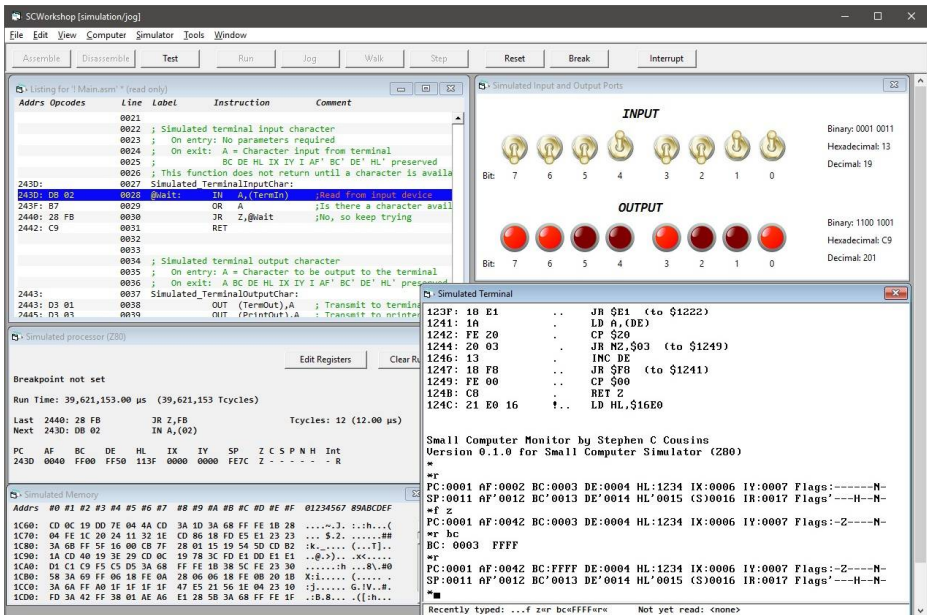 SCWorkshop [simulation/jog]
File Edit View Computer Simulator Tools Window
Assemble Disassemble Test Run Jog Walk Step Reset Break Interrupt
Listing for '! Main.asm' * (read only)
Addrs Opcodes Line Label Instruction Comment
0021
0022 ; Simulated terminal input character
0023 ; On entry: No parameters required
0024 ; On exit: A = Character input from terminal
0025 ; BC DE HL IX IY I AF' BC' DE' HL' preserved
0026 ; This function does not return until a character is availa
243D: 0027 Simulated_TerminalInputChar:
243D: DB 02 0028 @Wait: IN A,(TermIn) ;Read from input device
243F: B7 0029 OR A ;Is there a character avail
2440: 28 FB 0030 JR Z,@Wait ;No, so keep trying
2442: C9 0031 RET
0032
0033
0034 ; Simulated terminal output character
0035 ; On entry: A = Character to be output to the terminal
0036 ; On exit: BC DE HL IX IY I AF' BC' DE' HL' preserved
2443: 0037 Simulated_TerminalOutputChar:
2443: D3 01 0038 OUT (TermOut),A ; Transmit to termina
2445: D3 03 0039 OUT (PrintOut),A ; Transmit to printer
Simulated Input and Output Ports
INPUT
Binary: 0001 0011
Hexadecimal: 13
Decimal: 19
Bit: 7 6 5 4 3 2 1 0
OUTPUT
Binary: 1100 1001
Hexadecimal: C9
Decimal: 201
Bit: 7 6 5 4 3 2 1 0
Simulated processor (Z80)
Edit Registers Clear Ru
Breakpoint not set
Run Time: 39,621,153.00 µs (39,621,153 Tcycles)
Last 2440: 28 FB JR Z,FB Tcycles: 12 (12.00 µs)
Next 243D: DB 02 IN A,(02)
PC AF BC DE HL IX IY SP Z C S P N H Int
243D 0040 FF00 FF50 113F 0000 0000 FE7C Z - - - - - - R
Simulated Memory
Addrs #0 #1 #2 #3 #4 #5 #6 #7 #8 #9 #A #B #C #D #E #F 01234567 89ABCDEF
1C60: CD 0C 19 DD 7E 04 4A CD 3A 1D 3A 68 FF FE 1B 28 ....~.J. :.:h...(
1C70: 04 FE 1C 20 24 11 32 1E CD 86 18 FD E5 E1 23 23 ... $.2. ......##
1C80: 3A 6B FF 5F 16 00 CB 7F 28 01 15 19 54 5D CD B2 :k._.... (...T]..
1C90: 1A CD 40 19 3E 29 CD 0C 19 78 3C FD E1 DD E1 E1 ..@.>).. .x<.....
1CA0: D1 C1 C9 F5 C5 D5 3A 68 FF FE 1B 38 5C FE 23 30 ......:h ...8\.#0
1CB0: 58 3A 69 FF 06 18 FE 0A 28 06 06 18 FE 0B 20 1B X:i..... (..... .
1CC0: 3A 6A FF A0 1F 1F 1F 1F 47 E5 21 56 1E 04 23 10 :j...... G.!V..#.
1CD0: FD 3A 42 FF 38 01 AE A6 E1 28 5B 3A 68 FF FE 1F .:B.8... .([:h...
Simulated Terminal
123F: 18 E1 .. JR $E1 (to $1222)
1241: 1A . LD A,(DE)
1242: FE 20 . CP $20
1244: 20 03 . JR NZ,$03 (to $1249)
1246: 13 . INC DE
1247: 18 F8 .. JR $F8 (to $1241)
1249: FE 00 .. CP $00
124B: C8 . RET Z
124C: 21 E0 16 !.. LD HL,$16E0
Small Computer Monitor by Stephen C Cousins
Version 0.1.0 for Small Computer Simulator (Z80)
*
*r
PC:0001 AF:0002 BC:0003 DE:0004 HL:1234 IX:0006 IY:0007 Flags:------N-
SP:0011 AF'0012 BC'0013 DE'0014 HL'0015 (S)0016 IR:0017 Flags'---H--N-
*f z
PC:0001 AF:0042 BC:0003 DE:0004 HL:1234 IX:0006 IY:0007 Flags:-Z----N-
*r bc
BC: 0003 FFFF
*r
PC:0001 AF:0042 BC:FFFF DE:0004 HL:1234 IX:0006 IY:0007 Flags:-Z----N-
SP:0011 AF'0012 BC'0013 DE'0014 HL'0015 (S)0016 IR:0017 Flags'---H--N-
*
Recently typed: ...f z«r bc«FFFF«r« Not yet read: <none>